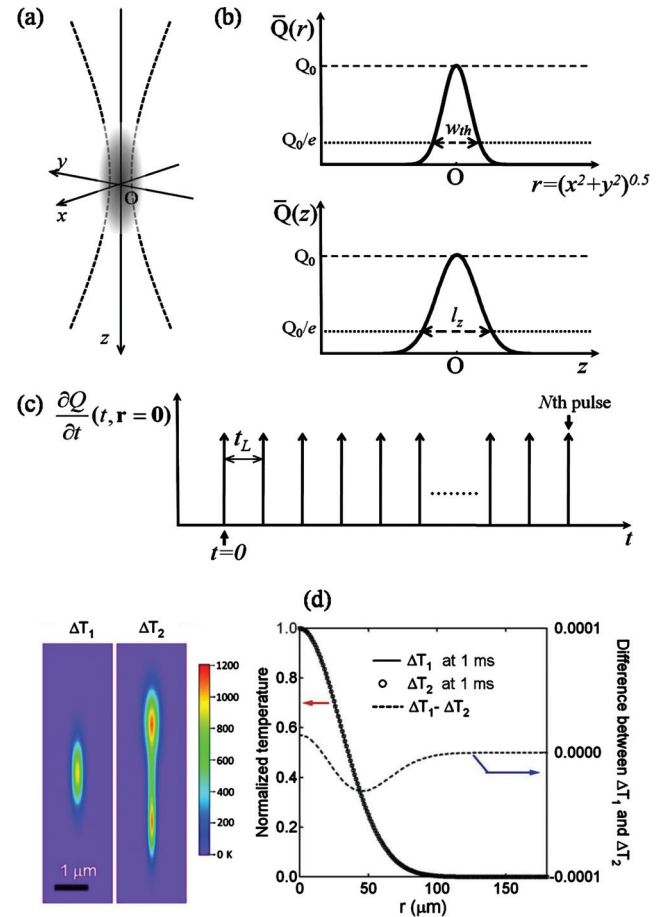 (a)
y
x
O
z
(b)
Q̄(r)
Q₀
Q₀/e
w_th
O
r=(x²+y²)^0.5
Q̄(z)
Q₀
Q₀/e
l_z
O
z
(c) ∂Q/∂t (t, r = 0)
Nth pulse
t_L
........
t=0
t
ΔT₁ ΔT₂
1200
1000
800
600
400
200
0 K
1 μm
(d)
Normalized temperature
1.0
0.8
0.6
0.4
0.2
0.0
ΔT₁ at 1 ms
ΔT₂ at 1 ms
ΔT₁- ΔT₂
0.0001
0.0000
-0.0001
Difference between ΔT₁ and ΔT₂
0 50 100 150
r (μm)